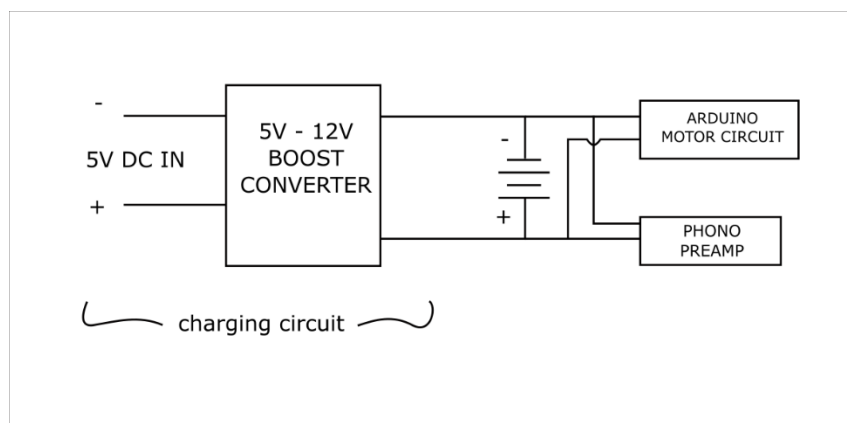 -
5V DC IN
+
5V - 12V
BOOST
CONVERTER
-
+
ARDUINO
MOTOR CIRCUIT
PHONO
PREAMP
charging circuit